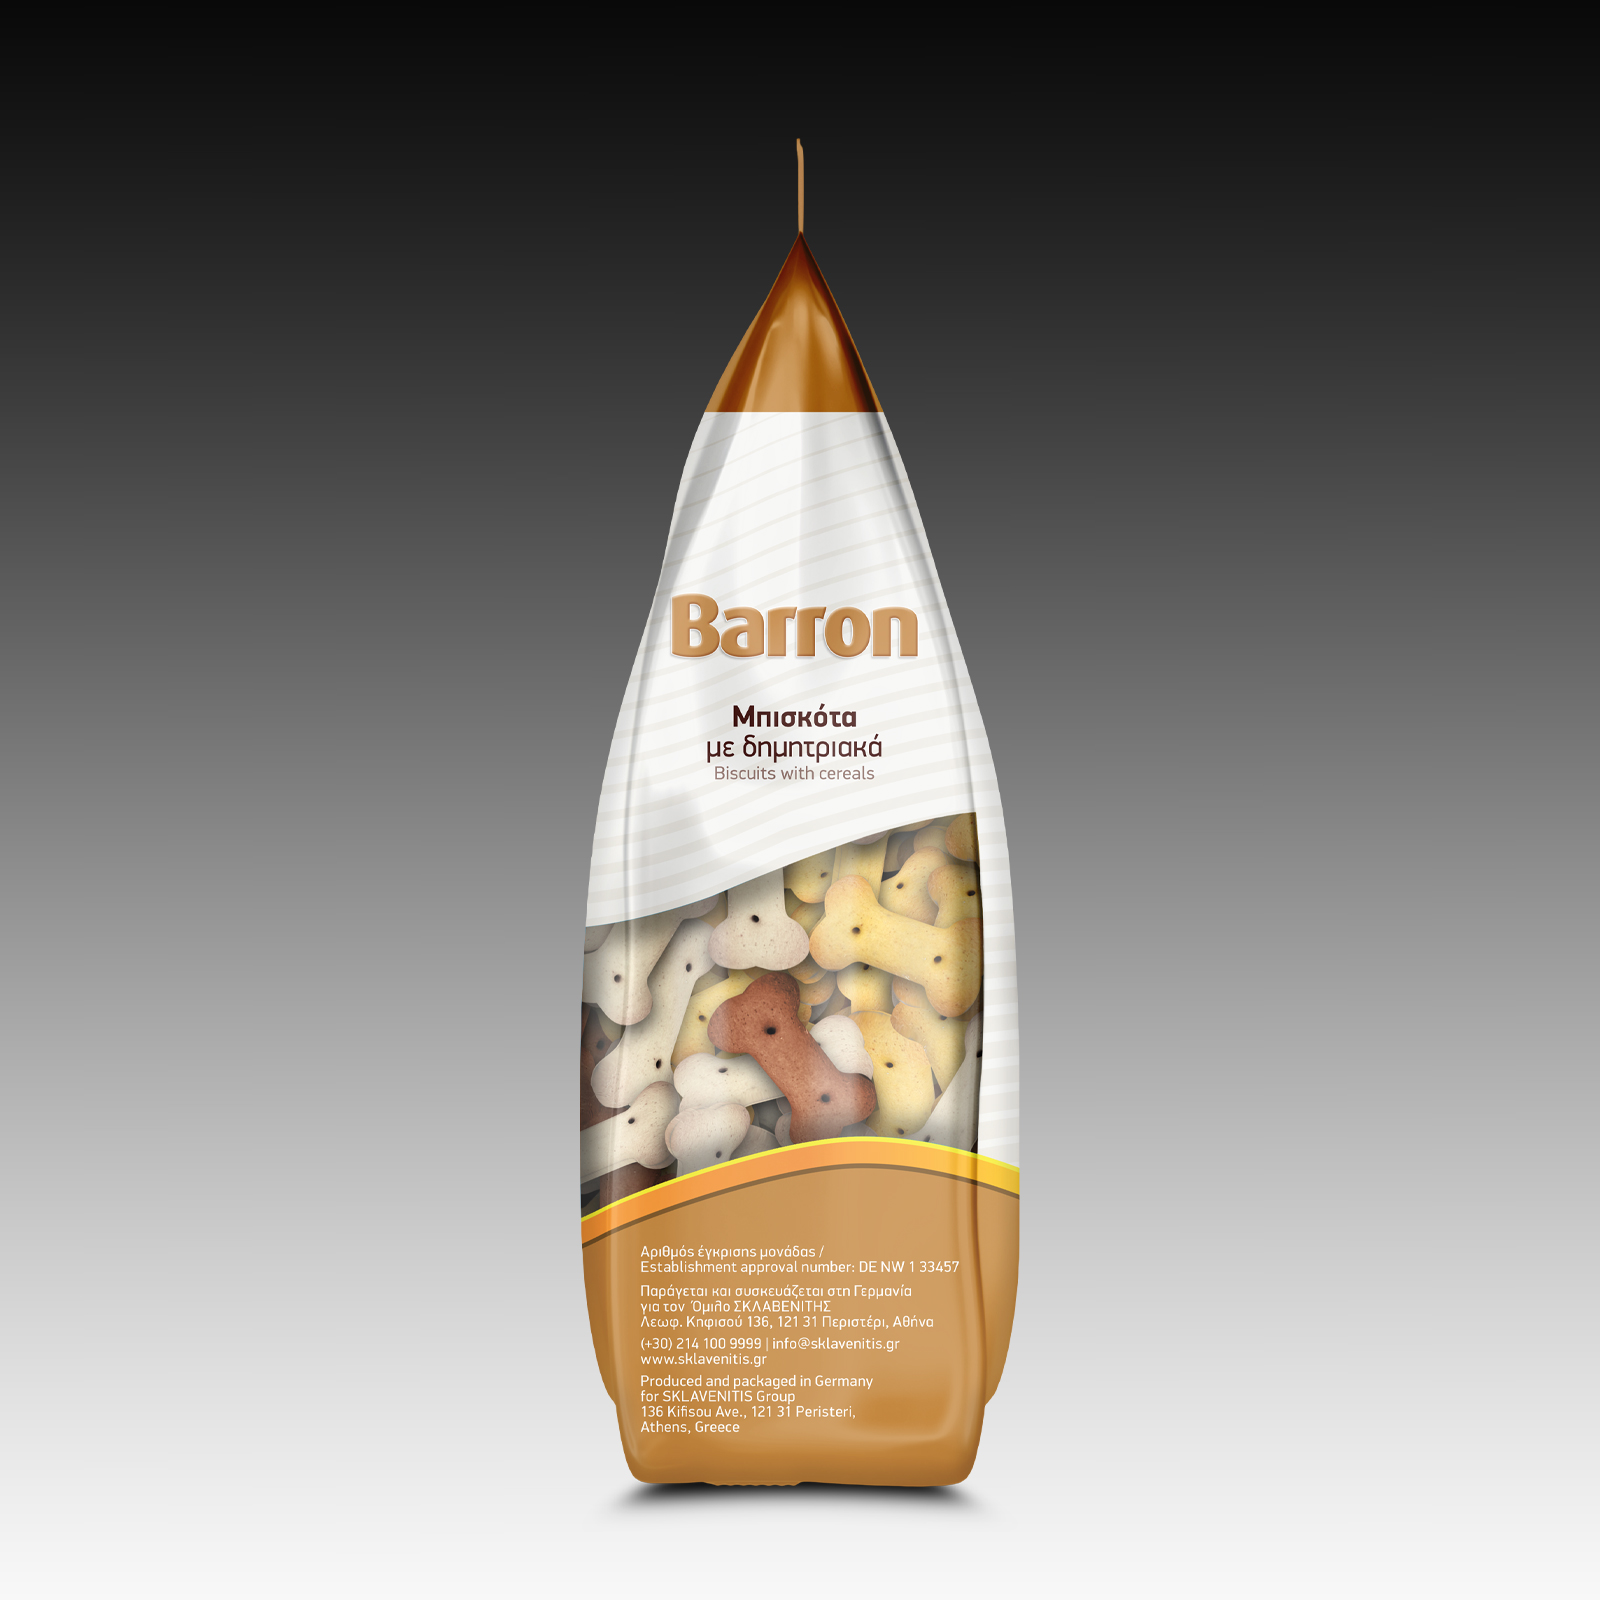 Barron
Μπισκότα
με δημητριακά
Biscuits with cereals
Αριθμός έγκρισης μονάδας /
Establishment approval number: DE NW 1 33457
Παράγεται και συσκευάζεται στη Γερμανία
για τον Όμιλο ΣΚΛΑΒΕΝΙΤΗΣ
Λεωφ. Κηφισού 136, 121 31 Περιστέρι, Αθήνα
(+30) 214 100 9999 | info@sklavenitis.gr
www.sklavenitis.gr
Produced and packaged in Germany
for SKLAVENITIS Group
136 Kifisou Ave., 121 31 Peristeri,
Athens, Greece